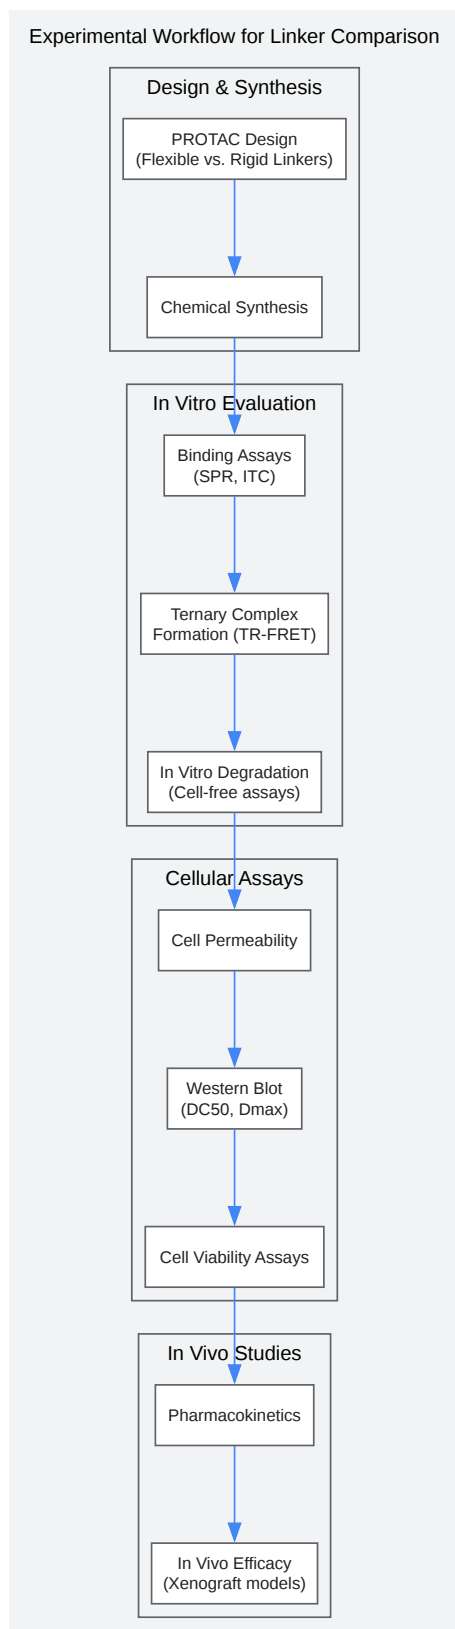 Experimental Workflow for Linker Comparison
Design & Synthesis
PROTAC Design
(Flexible vs. Rigid Linkers)
Chemical Synthesis
In Vitro Evaluation
Binding Assays
(SPR, ITC)
Ternary Complex
Formation (TR-FRET)
In Vitro Degradation
(Cell-free assays)
Cellular Assays
Cell Permeability
Western Blot
(DC50, Dmax)
Cell Viability Assays
In Vivo Studies
Pharmacokinetics
In Vivo Efficacy
(Xenograft models)